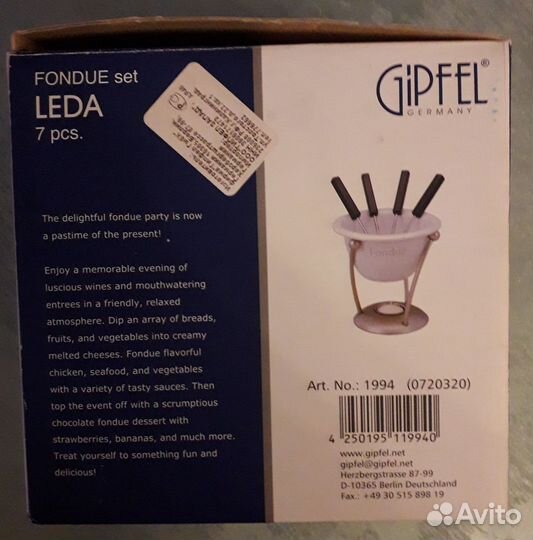 FONDUE set
LEDA
7 pcs.
The delightful fondue party is now
a pastime of the present!
Enjoy a memorable evening of
luscious wines and mouthwatering
entrees in a friendly, relaxed
atmosphere. Dip an array of breads,
fruits, and vegetables into creamy
melted cheeses. Fondue flavorful
chicken, seafood, and vegetables
with a variety of tasty sauces. Then
top the event off with a scrumptious
chocolate fondue dessert with
strawberries, bananas, and much more.
Treat yourself to something fun and
delicious!
GiPFEL®
GERMANY
Fondue
Art. No.: 1994 (0720320)
4 250195 119940
www.gipfel.net
gipfel@gipfel.net
Herzbergstrasse 87-99
D-10365 Berlin Deutschland
Fax.: +49 30 515 898 19
Avito